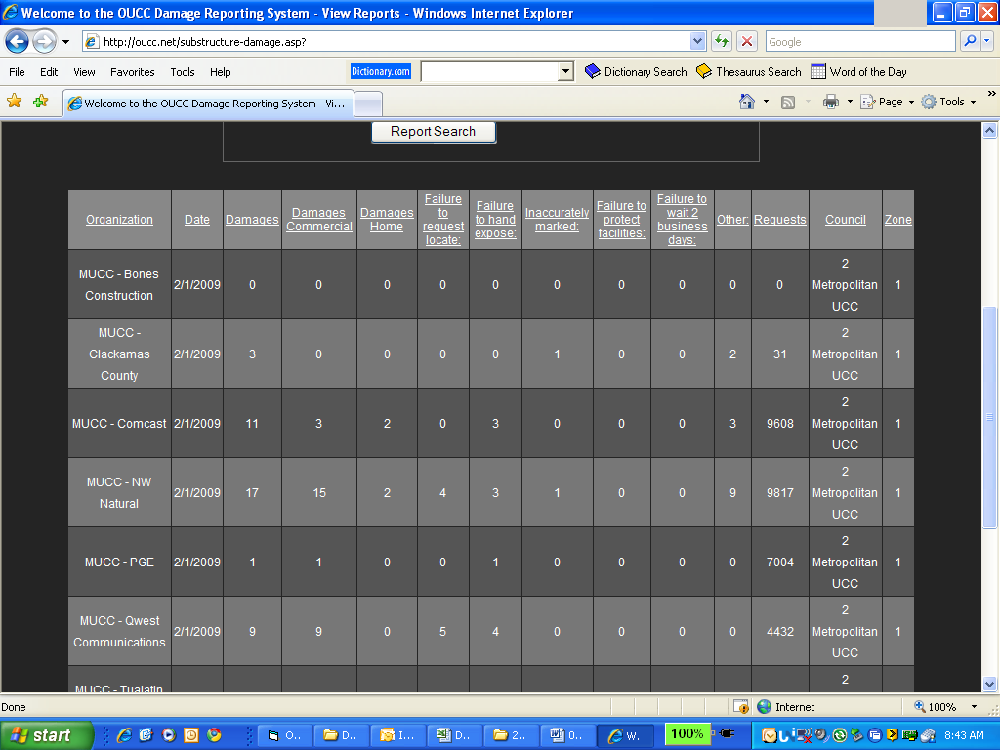 Welcome to the OUCC Damage Reporting System - View Reports - Windows Internet Explorer
http://oucc.net/substructure-damage.asp?
Google
File Edit View Favorites Tools Help
Dictionary.com
Dictionary Search Thesaurus Search Word of the Day
Welcome to the OUCC Damage Reporting System - Vi...
Page Tools
Report Search
Organization Date Damages Damages Commercial Damages Home Failure to request locate: Failure to hand expose: Inaccurately marked: Failure to protect facilities: Failure to wait 2 business days: Other: Requests Council Zone
MUCC - Bones Construction 2/1/2009 0 0 0 0 0 0 0 0 0 0 2 Metropolitan UCC 1
MUCC - Clackamas County 2/1/2009 3 0 0 0 0 1 0 0 2 31 2 Metropolitan UCC 1
MUCC - Comcast 2/1/2009 11 3 2 0 3 0 0 0 3 9608 2 Metropolitan UCC 1
MUCC - NW Natural 2/1/2009 17 15 2 4 3 1 0 0 9 9817 2 Metropolitan UCC 1
MUCC - PGE 2/1/2009 1 1 0 0 1 0 0 0 0 7004 2 Metropolitan UCC 1
MUCC - Qwest Communications 2/1/2009 9 9 0 5 4 0 0 0 0 4432 2 Metropolitan UCC 1
MUCC - Tualatin 2
Done Internet 100%
start O... D... I... D... 2... 0... W... 100% 8:43 AM